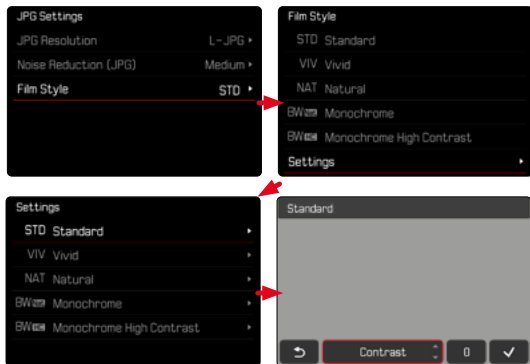 JPG Settings
JPG Resolution L-JPG
Noise Reduction (JPG) Medium
Film Style STD
Film Style
STD Standard
VIV Vivid
NAT Natural
BW Monochrome
BW Monochrome High Contrast
Settings
Settings
STD Standard
VIV Vivid
NAT Natural
BW Monochrome
BW Monochrome High Contrast
Standard
Contrast 0